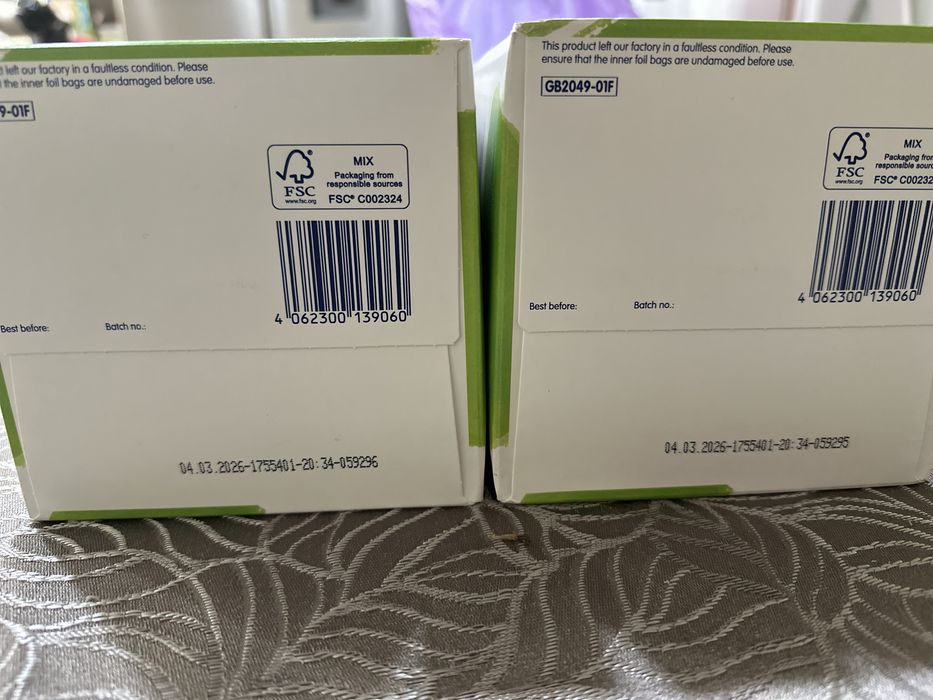 left our factory in a faultless condition. Please
the inner foil bags are undamaged before use.
9-01F
FSC
www.fsc.org
MIX
Packaging from
responsible sources
FSC® C002324
4 062300 139060
Best before:
Batch no.:
04.03.2026-1755401-20:34-059296
This product left our factory in a faultless condition. Please
ensure that the inner foil bags are undamaged before use.
GB2049-01F
FSC
www.fsc.org
MIX
Packaging from
responsible sourc
FSC® C00232
4 062300 139060
Best before:
Batch no.:
04.03.2026-1755401-20:34-059295